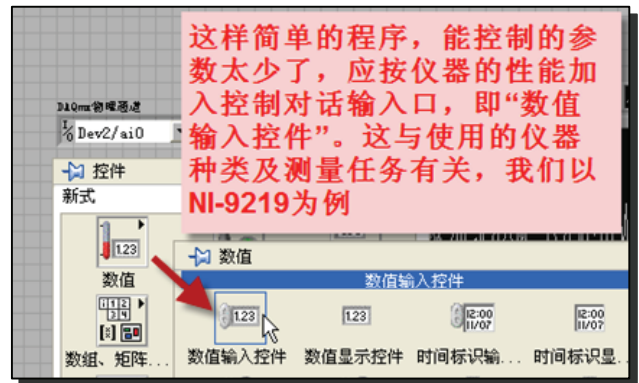 这样简单的程序，能控制的参
数太少了，应按仪器的性能加
入控制对话输入口，即“数值
输入控件”。这与使用的仪器
种类及测量任务有关，我们以
NI-9219为例
DAQmx物理通道
Dev2/ai0
控件
新式
1.23
数值
数组、矩阵...
数值
数值输入控件
1.23
1.23
12:00
11/07
12:00
11/07
数值输入控件
数值显示控件
时间标识输...
时间标识显...